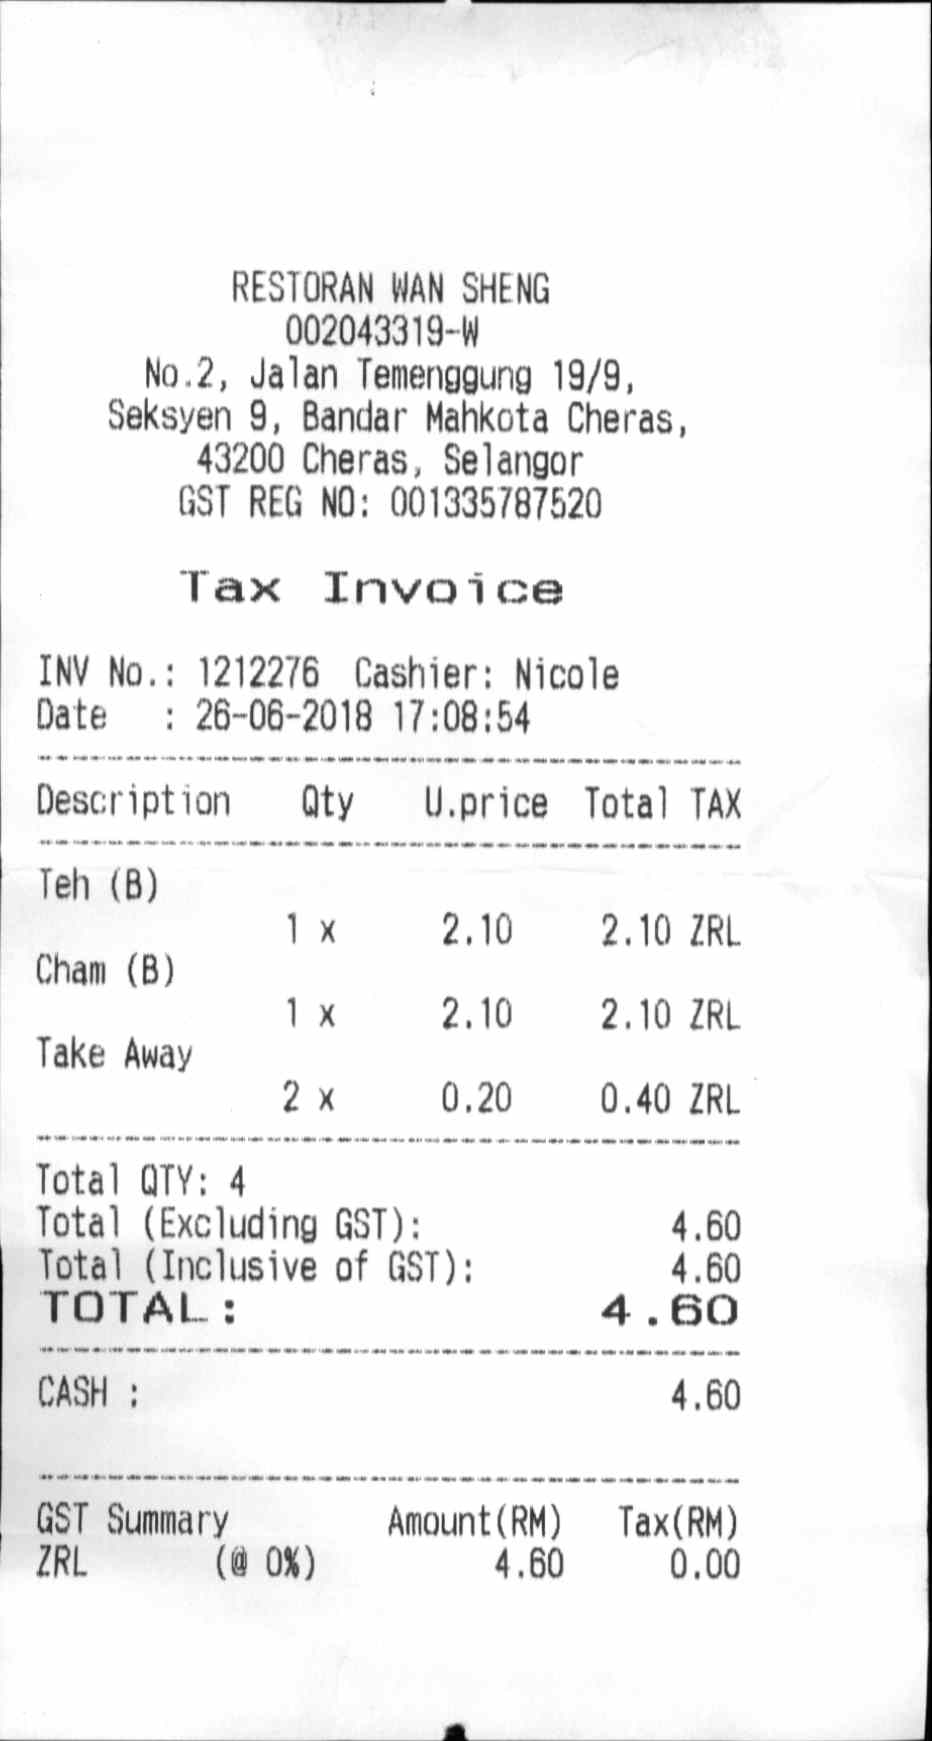 RESTORAN WAN SHENG
002043319-W
No.2, Jalan Temenggung 19/9,
Seksyen 9, Bandar Mahkota Cheras,
43200 Cheras, Selangor
GST REG NO: 001335787520
Tax Invoice
INV No.: 1212276 Cashier: Nicole
Date : 26-06-2018 17:08:54
Description Qty U.price Total TAX
Teh (B)
1 x 2.10 2.10 ZRL
Cham (B)
1 x 2.10 2.10 ZRL
Take Away
2 x 0.20 0.40 ZRL
Total QTY: 4
Total (Excluding GST): 4.60
Total (Inclusive of GST): 4.60
TOTAL: 4.60
CASH : 4.60
GST Summary Amount(RM) Tax(RM)
ZRL (@ 0%) 4.60 0.00